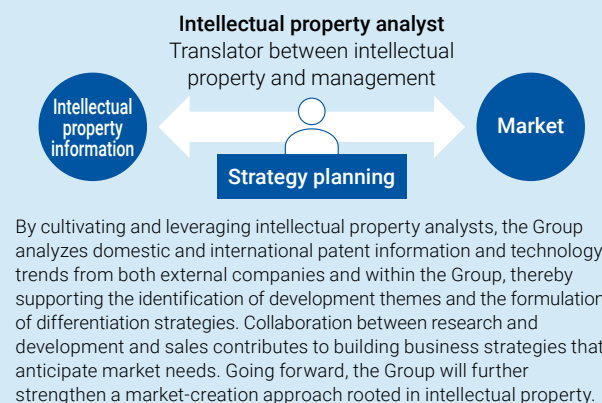 Intellectual property analyst
Translator between intellectual
property and management
Intellectual
property
information
Market
Strategy planning
By cultivating and leveraging intellectual property analysts, the Group
analyzes domestic and international patent information and technology
trends from both external companies and within the Group, thereby
supporting the identification of development themes and the formulation
of differentiation strategies. Collaboration between research and
development and sales contributes to building business strategies that
anticipate market needs. Going forward, the Group will further
strengthen a market-creation approach rooted in intellectual property.